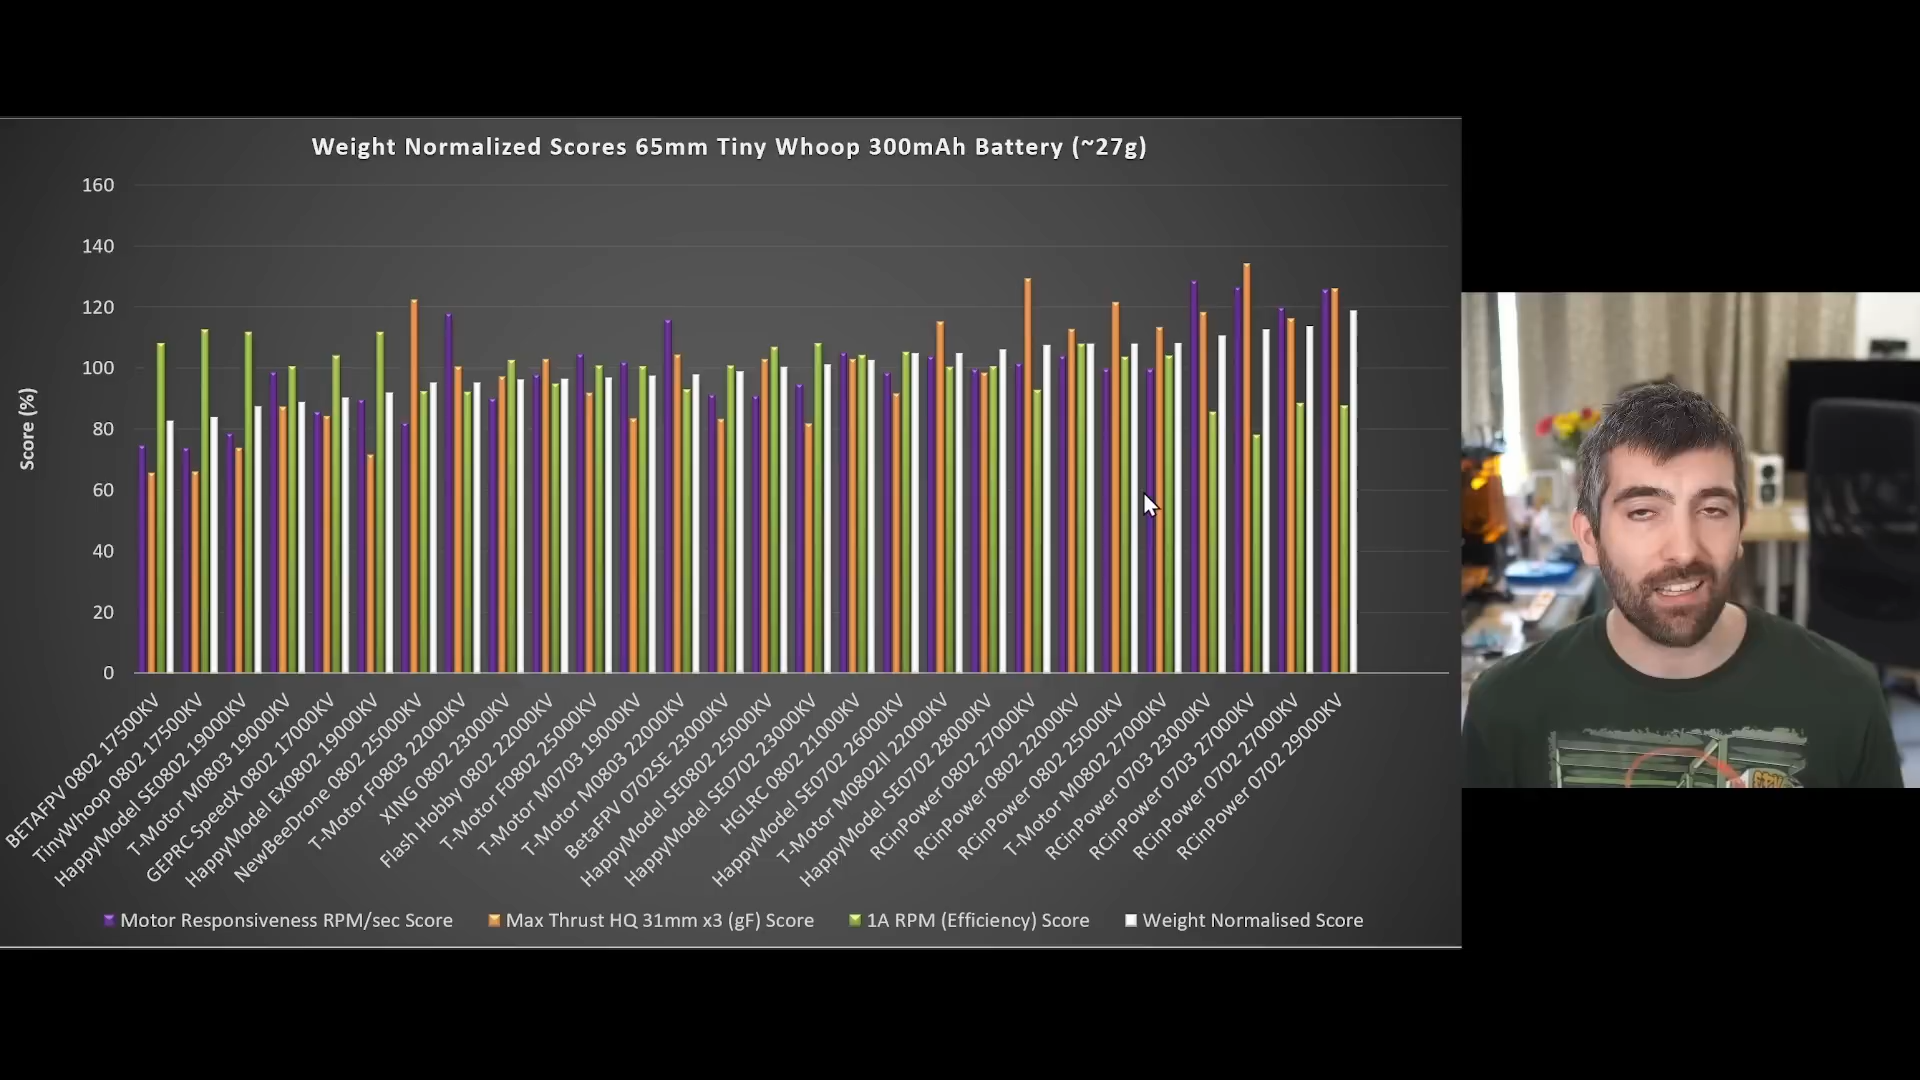 Weight Normalized Scores 65mm Tiny Whoop 300mAh Battery (~27g)
Score (%)
160
140
120
100
80
60
40
20
0
BETAFPV 0802 17500KV
TinyWhoop 0802 17500KV
HappyModel SE0802 19000KV
T-Motor M0803 19000KV
GEPRC SpeedX 0802 17000KV
HappyModel EX0802 19000KV
NewBeeDrone 0802 25000KV
T-Motor F0803 22000KV
XING 0802 23000KV
Flash Hobby 0802 22000KV
T-Motor F0802 25000KV
T-Motor M0703 19000KV
T-Motor M0803 22000KV
BetaFPV 0702SE 23000KV
HappyModel SE0802 25000KV
HappyModel SE0702 23000KV
HGLRC 0802 21000KV
HappyModel SE0702 26000KV
T-Motor M0802II 22000KV
HappyModel SE0702 28000KV
RCinPower 0802 27000KV
RCinPower 0802 22000KV
RCinPower 0802 25000KV
T-Motor M0802 27000KV
RCinPower 0703 23000KV
RCinPower 0703 27000KV
RCinPower 0702 27000KV
RCinPower 0702 29000KV
Motor Responsiveness RPM/sec Score
Max Thrust HQ 31mm x3 (gF) Score
1A RPM (Efficiency) Score
Weight Normalised Score